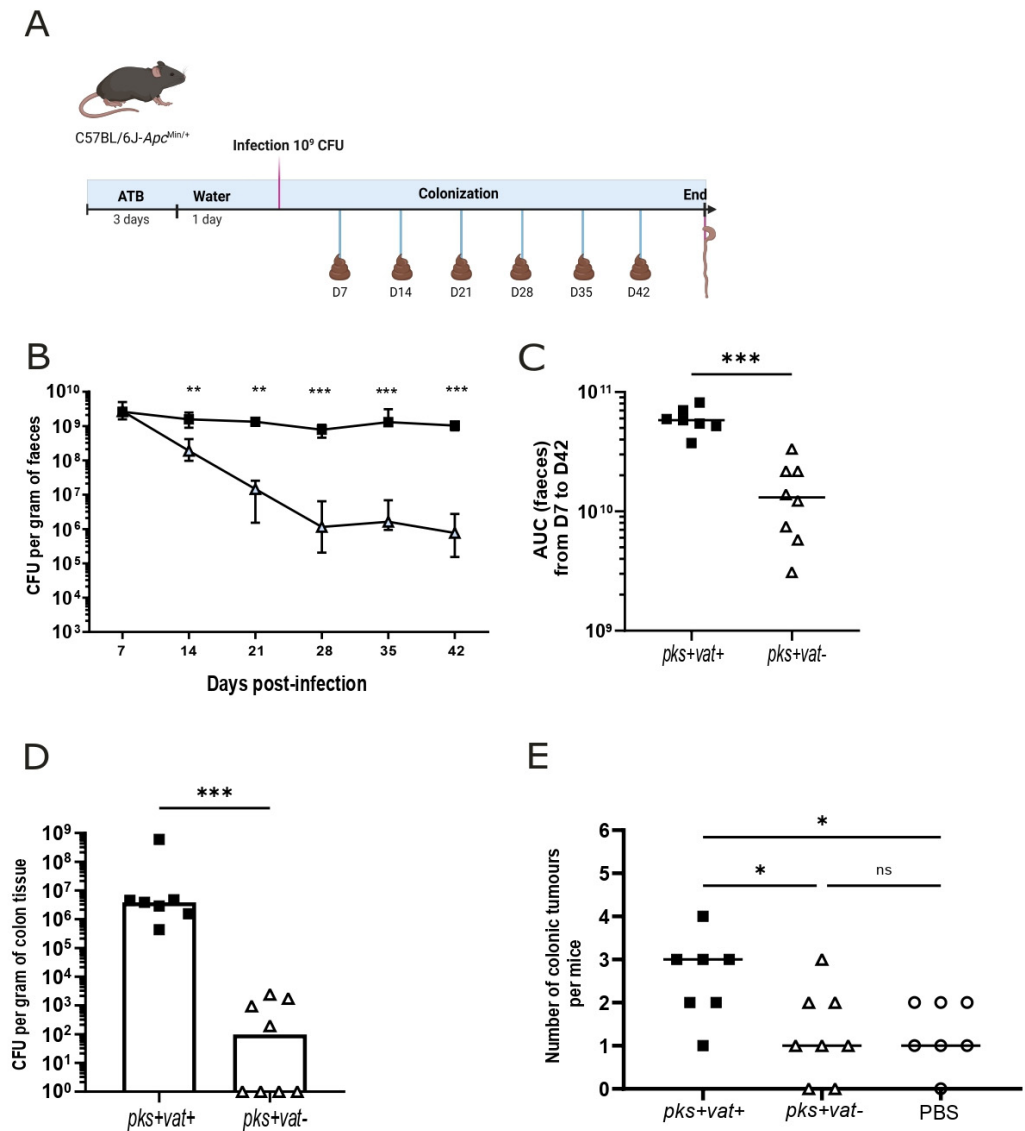 A
C57BL/6J-Apc^Min/+
Infection 10⁹ CFU
ATB Water Colonization End
3 days 1 day
D7 D14 D21 D28 D35 D42
B
CFU per gram of faeces
10¹⁰
10⁹
10⁸
10⁷
10⁶
10⁵
10⁴
10³
** ** *** *** ***
7 14 21 28 35 42
Days post-infection
C
***
AUC (faeces)
from D7 to D42
10¹¹
10¹⁰
10⁹
pks+vat+ pks+vat-
D
***
CFU per gram of colon tissue
10⁹
10⁸
10⁷
10⁶
10⁵
10⁴
10³
10²
10¹
10⁰
pks+vat+ pks+vat-
E
*
* ns
Number of colonic tumours
per mice
6
5
4
3
2
1
0
pks+vat+ pks+vat- PBS